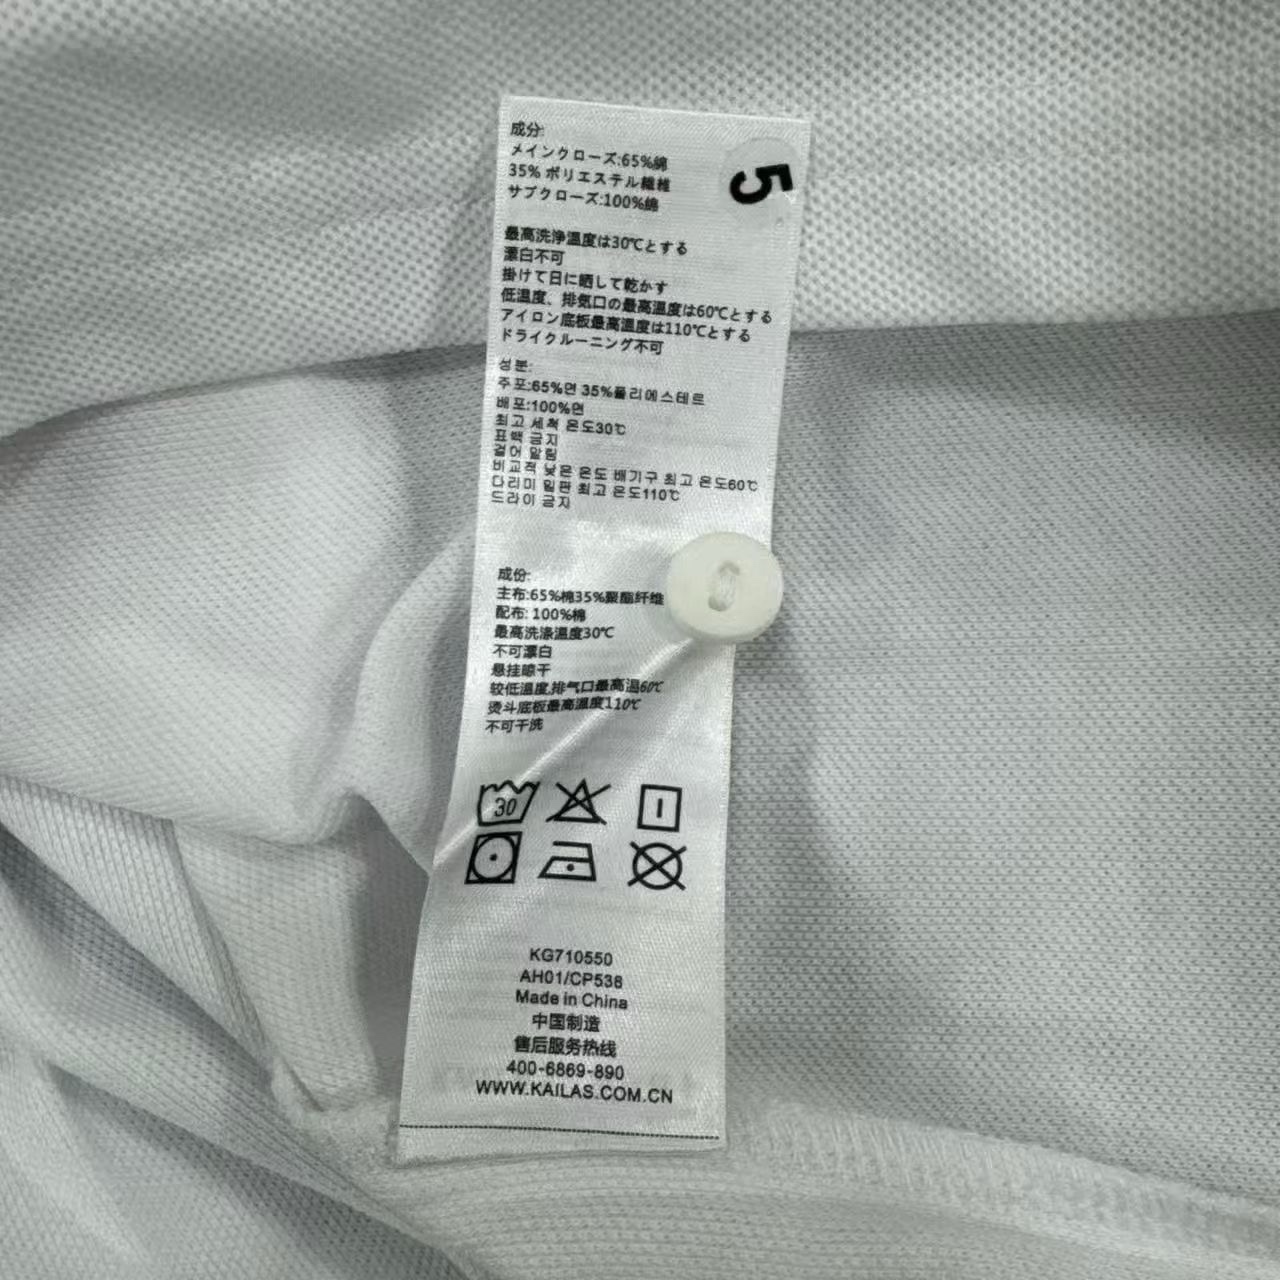 成分:
メインクローズ:65%綿
35% ポリエステル繊維
サブクローズ:100%綿
5
最高洗浄温度は30℃とする
漂白不可
掛けて日に晒して乾かす
低温度、排気口の最高温度は60℃とする
アイロン底板最高温度は110℃とする
ドライクルーニング不可
성분:
주포:65%면 35%폴리에스테르
배포:100%면
최고 세척 온도30℃
표백 금지
걸어 말림
비교적 낮은 온도 배기구 최고 온도60℃
다리미 밑판 최고 온도110℃
드라이 금지
成份:
主布:65%棉35%聚酯纤维
配布: 100%棉
最高洗涤温度30℃
不可漂白
悬挂晾干
较低温度,排气口最高温60℃
烫斗底板最高温度110℃
不可干洗
30
KG710550
AH01/CP538
Made in China
中国制造
售后服务热线
400-6869-890
WWW.KAILAS.COM.CN